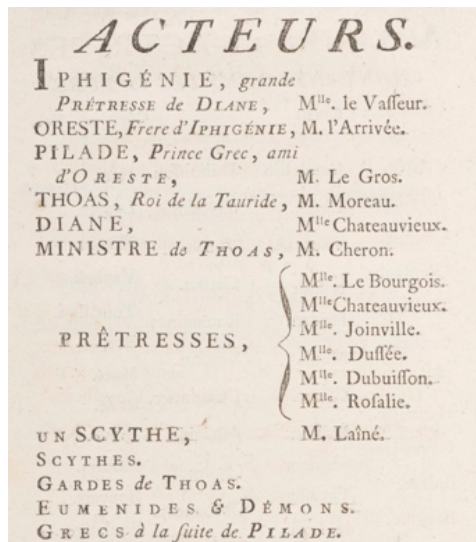 ACTEURS.
IPHIGÉNIE, grande
PRÊTRESSE de DIANE, Mlle. le Vaſſeur.
ORESTE, Frere d'IPHIGÉNIE, M. l'Arrivée.
PILADE, Prince Grec, ami
d'ORESTE, M. Le Gros.
THOAS, Roi de la Tauride, M. Moreau.
DIANE, Mlle Chateauvieux.
MINISTRE de THOAS, M. Cheron.
Mlle. Le Bourgois.
Mlle Chateauvieux.
Mlle. Joinville.
PRÊTRESSES,
Mlle. Duſſée.
Mlle. Dubuiſſon.
Mlle. Roſalie.
UN SCYTHE, M. Laîné.
SCYTHES.
GARDES de THOAS.
EUMENIDES & DÉMONS.
GRECS à la ſuite de PILADE.